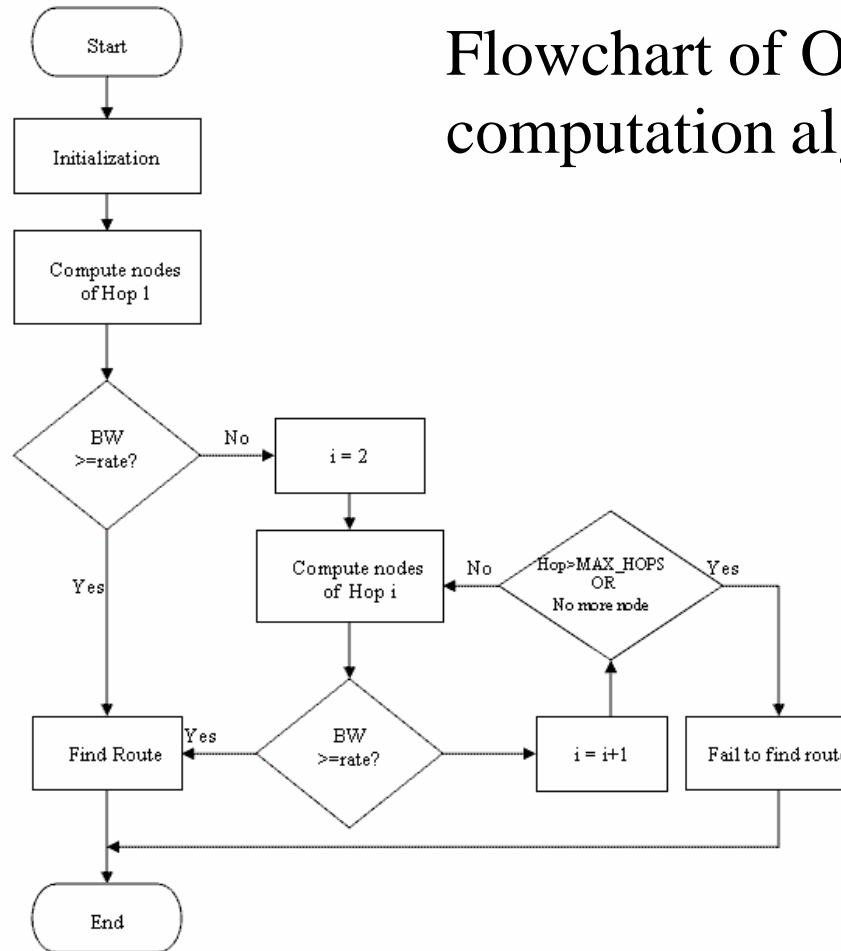 Flowchart of O
computation al
Start
Initialization
Compute nodes
of Hop 1
BW
>=rate?
No
i = 2
Yes
Compute nodes
of Hop i
No
Hop>MAX_HOPS
OR
No more node
Yes
Find Route
Yes
BW
>=rate?
i = i+1
Fail to find route
End